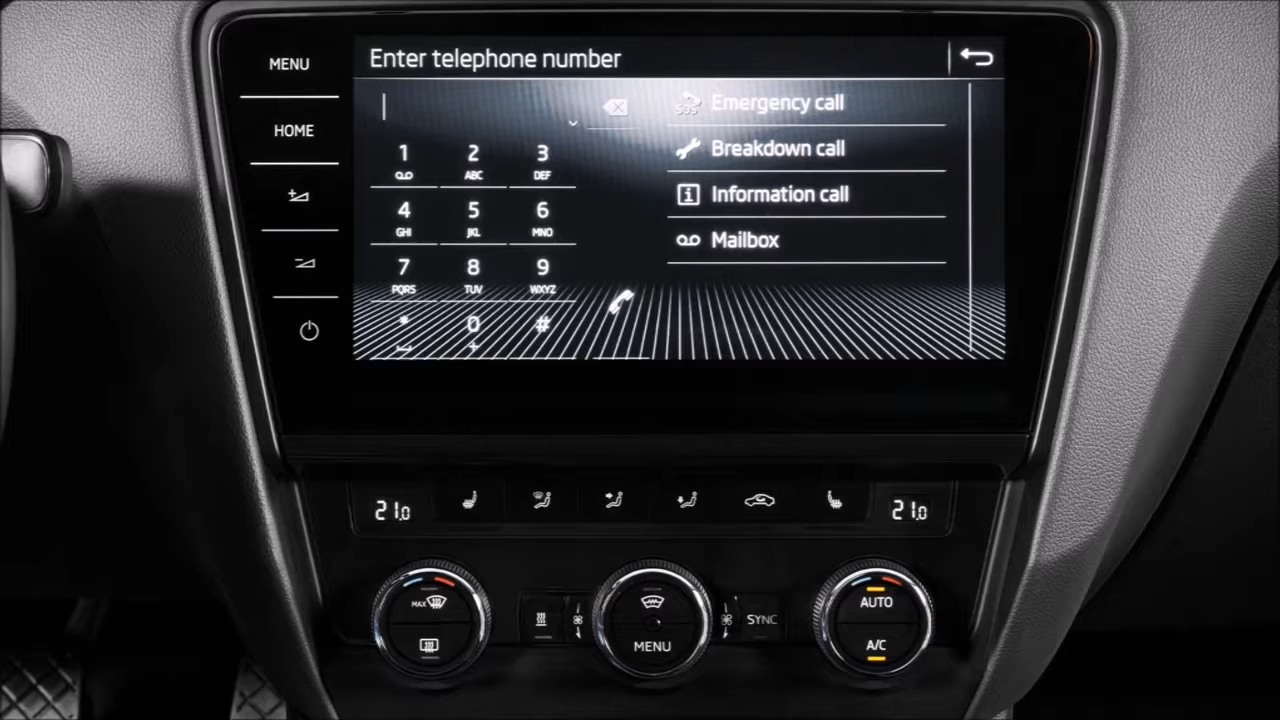 MENU
HOME
Enter telephone number
1
2
ABC
3
DEF
4
GHI
5
JKL
6
MNO
7
PQRS
8
TUV
9
WXYZ
*
0
+
#
SOS
Emergency call
Breakdown call
i
Information call
Mailbox
21.0
21.0
MAX
MENU
SYNC
AUTO
A/C